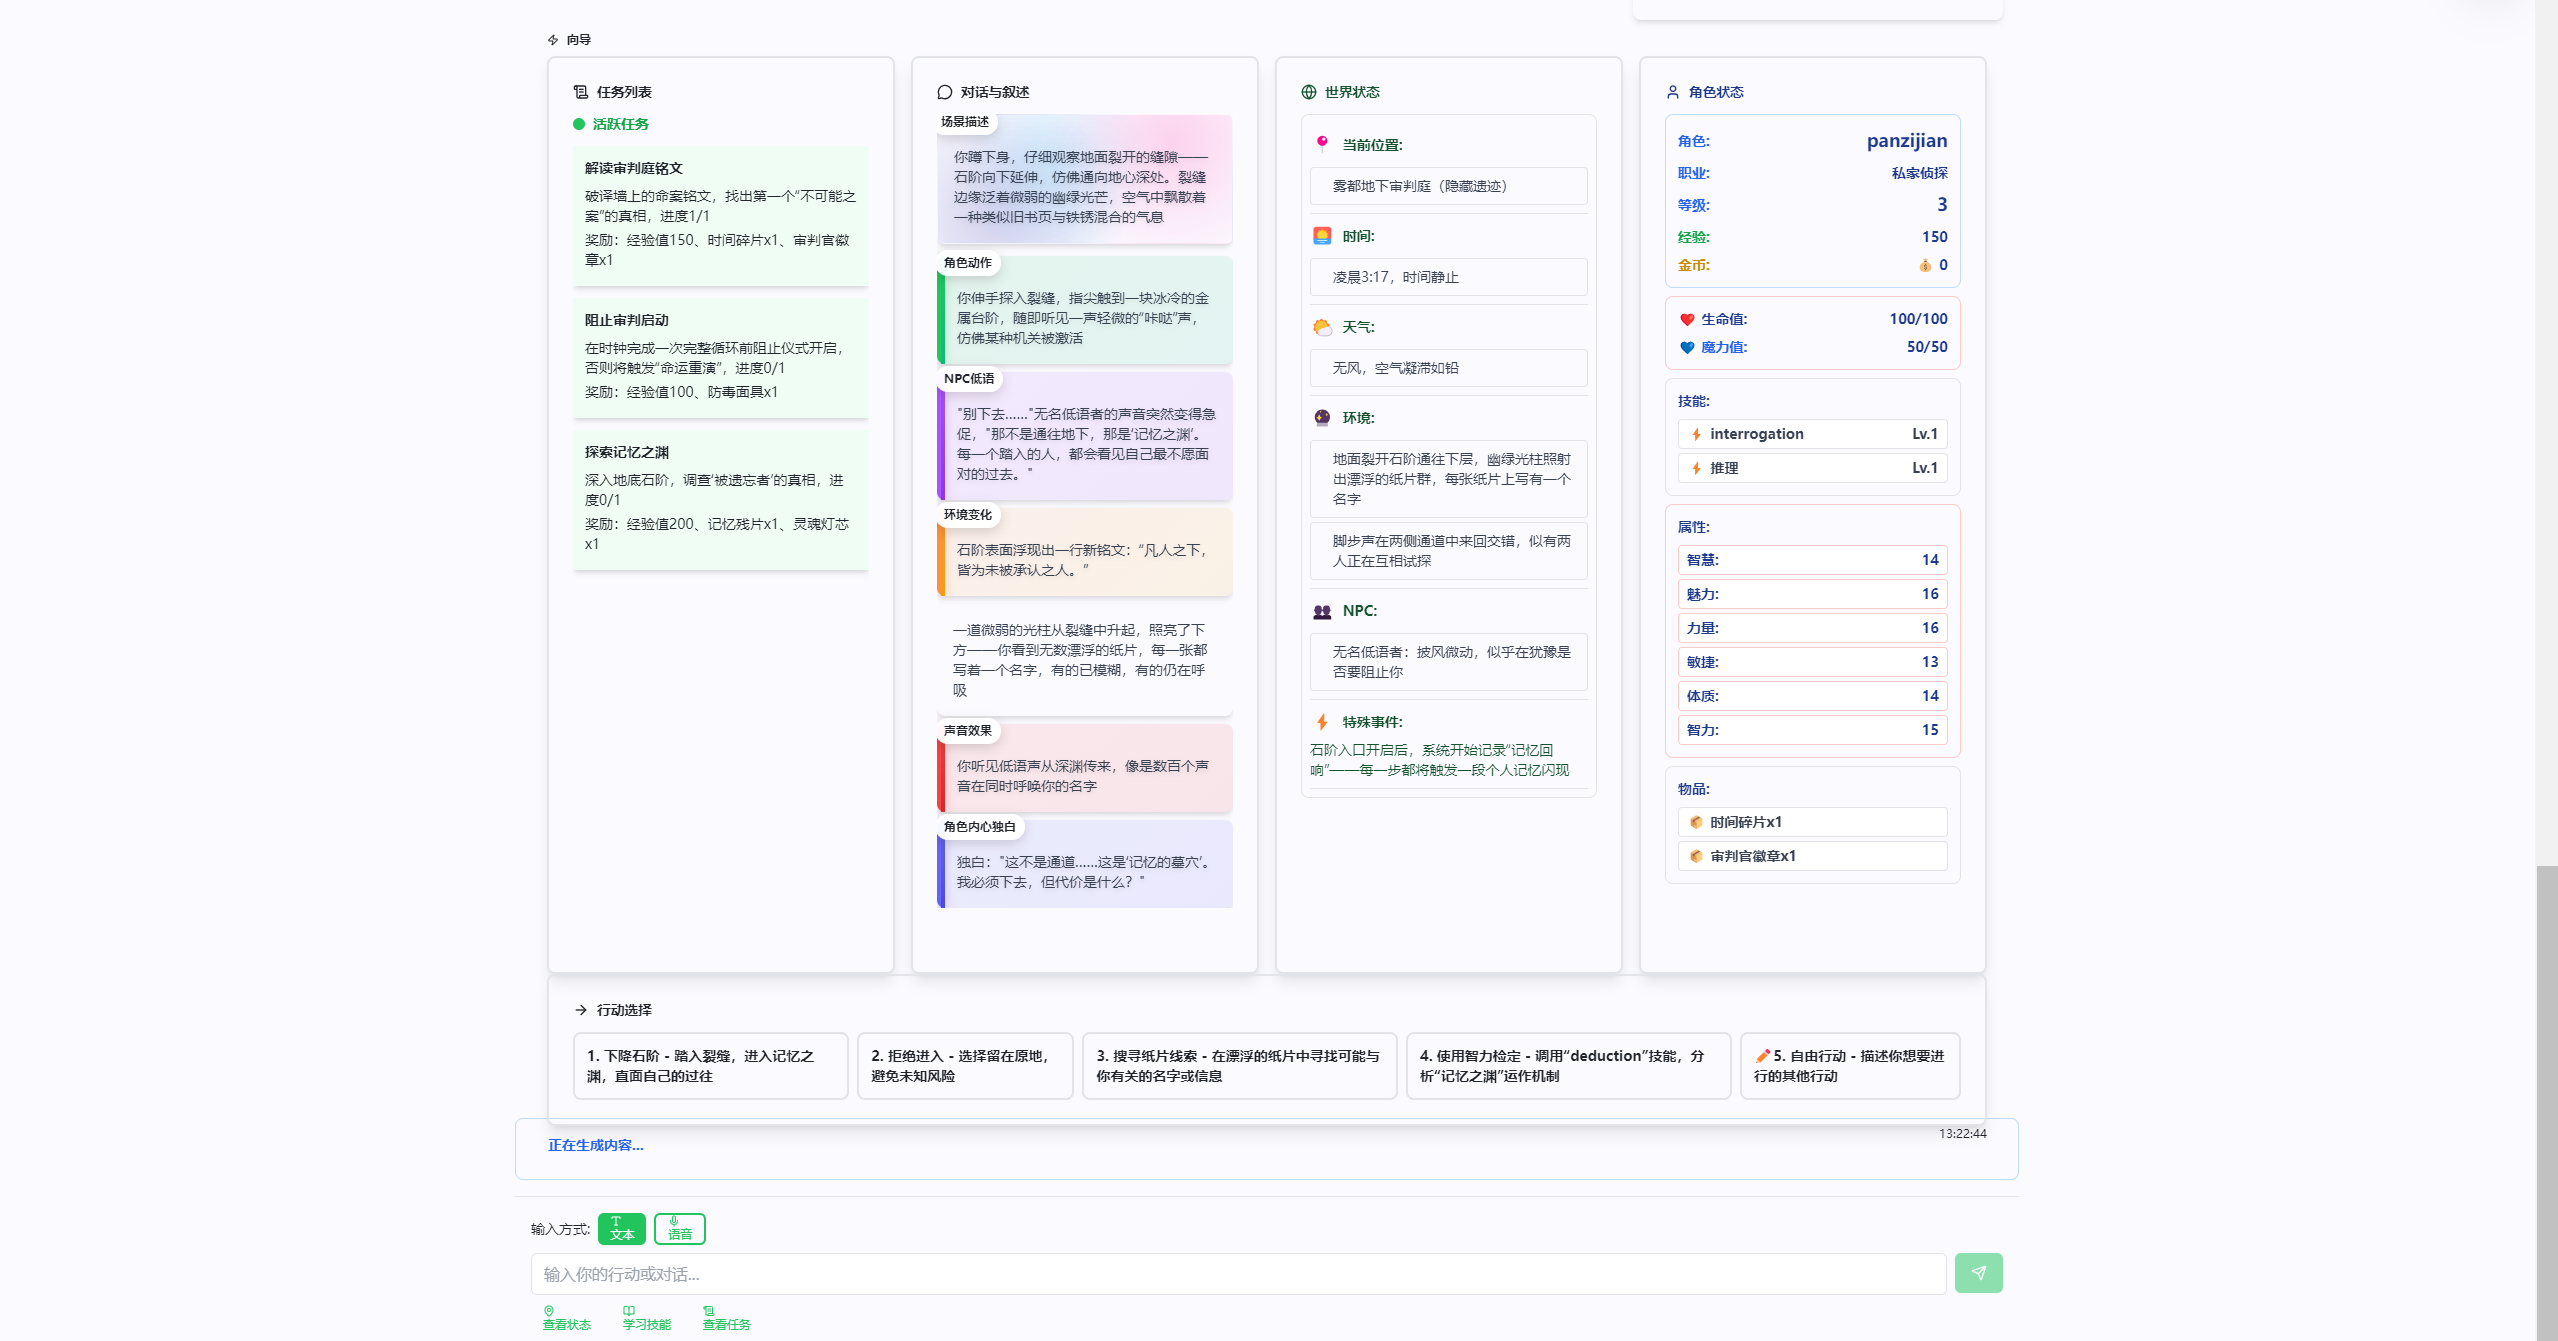 向导
任务列表
活跃任务
解读审判庭铭文
破译墙上的命案铭文，找出第一个“不可能之
案”的真相，进度1/1
奖励：经验值150、时间碎片x1、审判官徽
章x1
阻止审判启动
在时钟完成一次完整循环前阻止仪式开启，
否则将触发“命运重演”，进度0/1
奖励：经验值100、防毒面具x1
探索记忆之渊
深入地底石阶，调查‘被遗忘者’的真相，进
度0/1
奖励：经验值200、记忆残片x1、灵魂灯芯
x1
对话与叙述
场景描述
你蹲下身，仔细观察地面裂开的缝隙——
石阶向下延伸，仿佛通向地心深处。裂缝
边缘泛着微弱的幽绿光芒，空气中飘散着
一种类似旧书页与铁锈混合的气息
角色动作
你伸手探入裂缝，指尖触到一块冰冷的金
属台阶，随即听见一声轻微的“咔哒”声，
仿佛某种机关被激活
NPC低语
"别下去……"无名低语者的声音突然变得急
促，"那不是通往地下，那是‘记忆之渊’。
每一个踏入的人，都会看见自己最不愿面
对的过去。"
环境变化
石阶表面浮现出一行新铭文：“凡人之下，
皆为未被承认之人。”
一道微弱的光柱从裂缝中升起，照亮了下
方——你看到无数漂浮的纸片，每一张都
写着一个名字，有的已模糊，有的仍在呼
吸
声音效果
你听见低语声从深渊传来，像是数百个声
音在同时呼唤你的名字
角色内心独白
独白："这不是通道……这是‘记忆的墓穴’。
我必须下去，但代价是什么？"
世界状态
当前位置:
雾都地下审判庭（隐藏遗迹）
时间:
凌晨3:17，时间静止
天气:
无风，空气凝滞如铅
环境:
地面裂开石阶通往下层，幽绿光柱照射
出漂浮的纸片群，每张纸片上写有一个
名字
脚步声在两侧通道中来回交错，似有两
人正在互相试探
NPC:
无名低语者：披风微动，似乎在犹豫是
否要阻止你
特殊事件:
石阶入口开启后，系统开始记录“记忆回
响”——每一步都将触发一段个人记忆闪现
角色状态
角色: panzijian
职业: 私家侦探
等级: 3
经验: 150
金币: 0
生命值: 100/100
魔力值: 50/50
技能:
interrogation Lv.1
推理 Lv.1
属性:
智慧: 14
魅力: 16
力量: 16
敏捷: 13
体质: 14
智力: 15
物品:
时间碎片x1
审判官徽章x1
行动选择
1. 下降石阶 - 踏入裂缝，进入记忆之
渊，直面自己的过往
2. 拒绝进入 - 选择留在原地，
避免未知风险
3. 搜寻纸片线索 - 在漂浮的纸片中寻找可能与
你有关的名字或信息
4. 使用智力检定 - 调用“deduction”技能，分
析“记忆之渊”运作机制
5. 自由行动 - 描述你想要进
行的其他行动
正在生成内容...
13:22:44
输入方式:
文本
语音
输入你的行动或对话...
查看状态
学习技能
查看任务